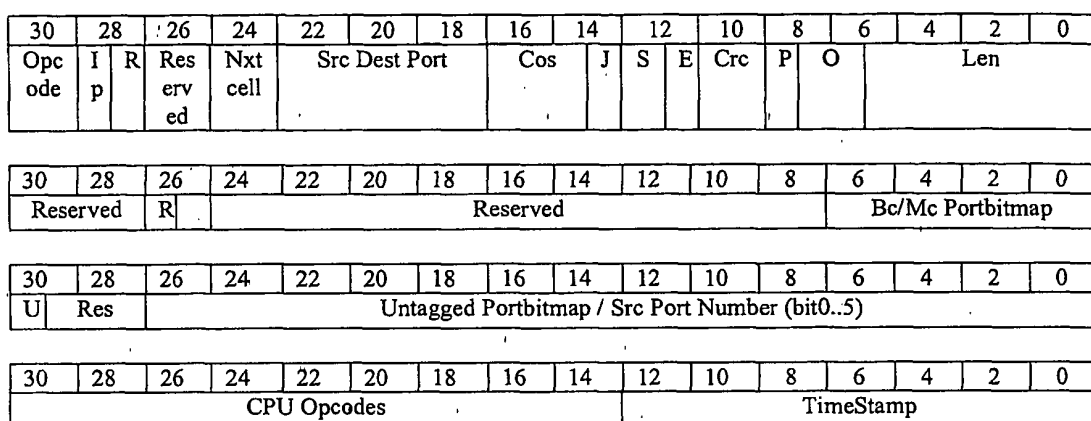 30 28 26 24 22 20 18 16 14 12 10 8 6 4 2 0
Opc I R Res Nxt Src Dest Port Cos J S E Crc P O Len
ode p erv cell
ed
30 28 26 24 22 20 18 16 14 12 10 8 6 4 2 0
Reserved R Reserved Bc/Mc Portbitmap
30 28 26 24 22 20 18 16 14 12 10 8 6 4 2 0
U Res Untagged Portbitmap / Src Port Number (bit0..5)
30 28 26 24 22 20 18 16 14 12 10 8 6 4 2 0
CPU Opcodes TimeStamp